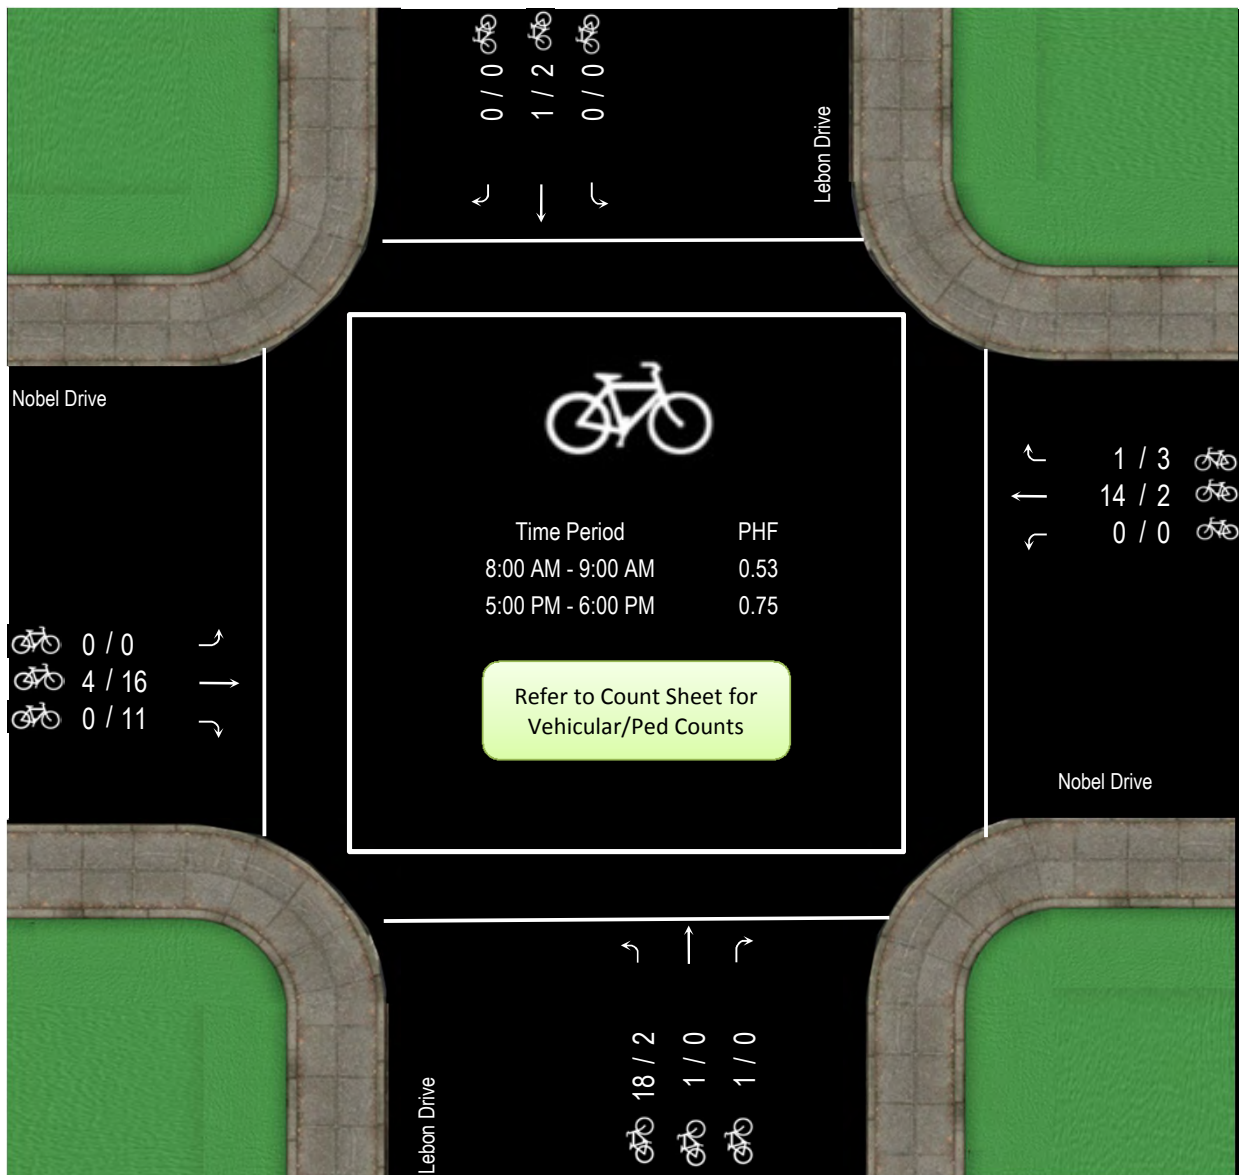 0 / 0
1 / 2
0 / 0
Lebon Drive
Nobel Drive
1 / 3
14 / 2
0 / 0
Time Period PHF
8:00 AM - 9:00 AM 0.53
5:00 PM - 6:00 PM 0.75
0 / 0
4 / 16
0 / 11
Refer to Count Sheet for
Vehicular/Ped Counts
Nobel Drive
18 / 2
1 / 0
1 / 0
Lebon Drive